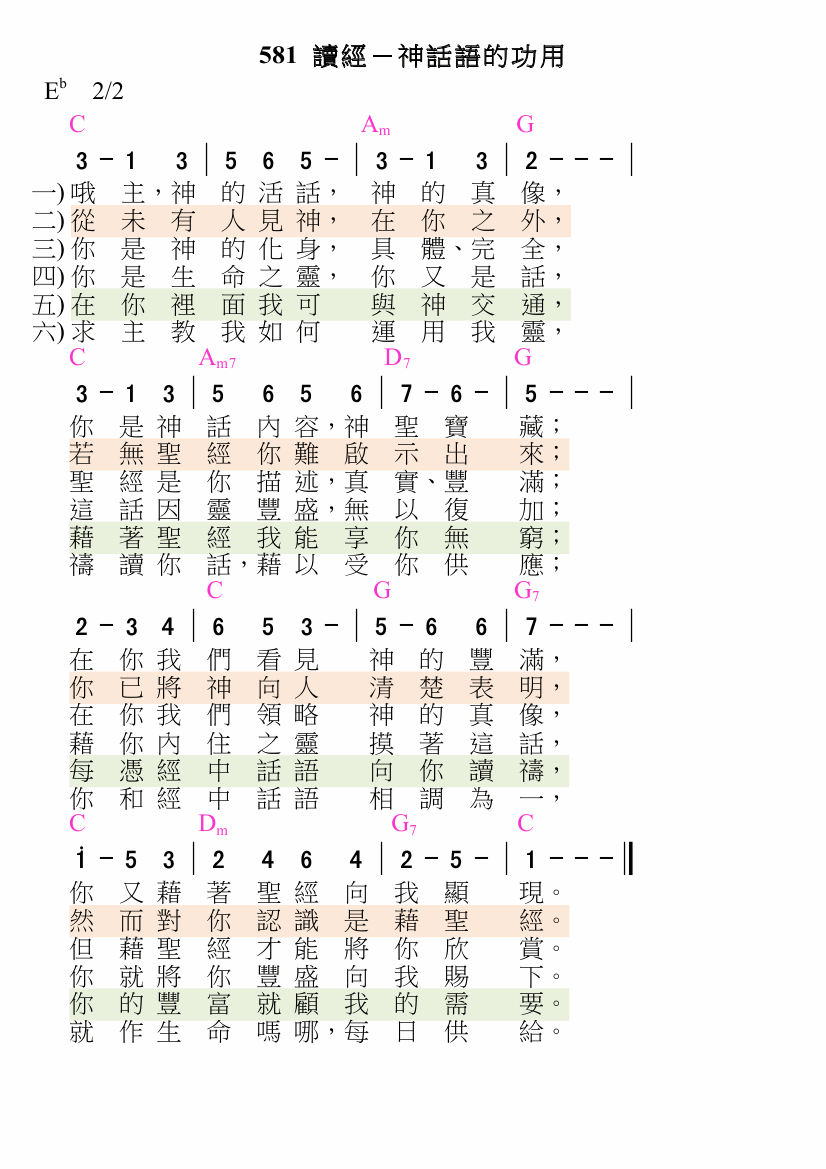 581 讀經－神話語的功用
E♭ 2/2
C Am G
3 - 1 3 | 5 6 5 - | 3 - 1 3 | 2 - - - |
一) 哦主，神的活話，神的真像，
二) 從未有人見神，在你之外，
三) 你是神的化身，具體、完全，
四) 你是生命之靈，你又是話，
五) 在你裡面我可與神交通，
六) 求主教我如何運用我靈，
C Am7 D7 G
3 - 1 3 | 5 6 5 6 | 7 - 6 - | 5 - - - |
你是神話內容，神聖寶藏；
若無聖經你難啟示出來；
聖經是你描述，真實、豐滿；
這話因靈豐盛，無以復加；
藉著聖經我能享你無窮；
禱讀你話，藉以受你供應；
C G G7
2 - 3 4 | 6 5 3 - | 5 - 6 6 | 7 - - - |
在你我們看見神的豐滿，
你已將神向人清楚表明，
在你我們領略神的真像，
藉你內住之靈摸著這話，
每憑經中話語向你讀禱，
你和經中話語相調為一，
C Dm G7 C
i - 5 3 | 2 4 6 4 | 2 - 5 - | 1 - - - ||
你又藉著聖經向我顯現。
然而對你認識是藉聖經。
但藉聖經才能將你欣賞。
你就將你豐盛向我賜下。
你的豐富就顧我的需要。
就作生命嗎哪，每日供給。